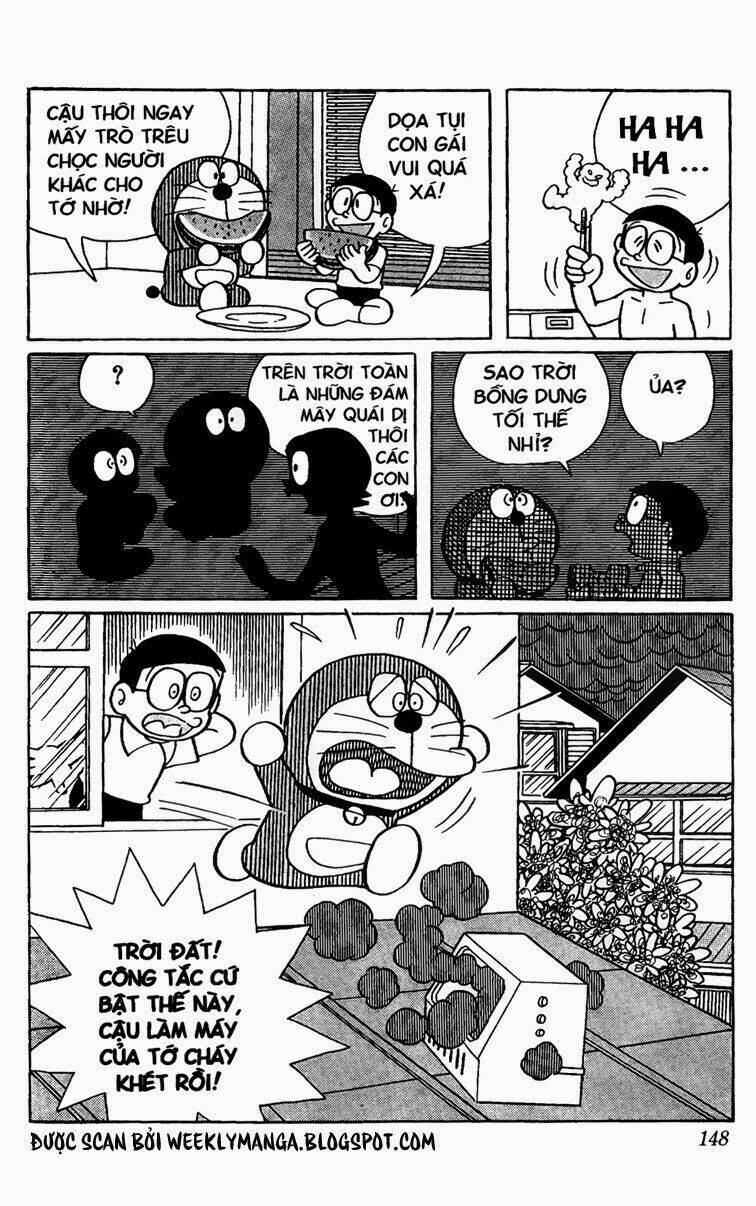 HA HA
HA ...
DỌA TỤI
CON GÁI
VUI QUÁ
XÁ!
CẬU THÔI NGAY
MẤY TRÒ TRÊU
CHỌC NGƯỜI
KHÁC CHO
TỚ NHỜ!
ỦA?
SAO TRỜI
BỖNG DƯNG
TỐI THẾ
NHỈ?
TRÊN TRỜI TOÀN
LÀ NHỮNG ĐÁM
MÂY QUÁI DỊ
THÔI
CÁC
CON
ƠI!
?
TRỜI ĐẤT!
CÔNG TẮC CỨ
BẬT THẾ NÀY,
CẬU LÀM MÁY
CỦA TỚ CHÁY
KHÉT RỒI!
ĐƯỢC SCAN BỞI WEEKLYMANGA.BLOGSPOT.COM
148